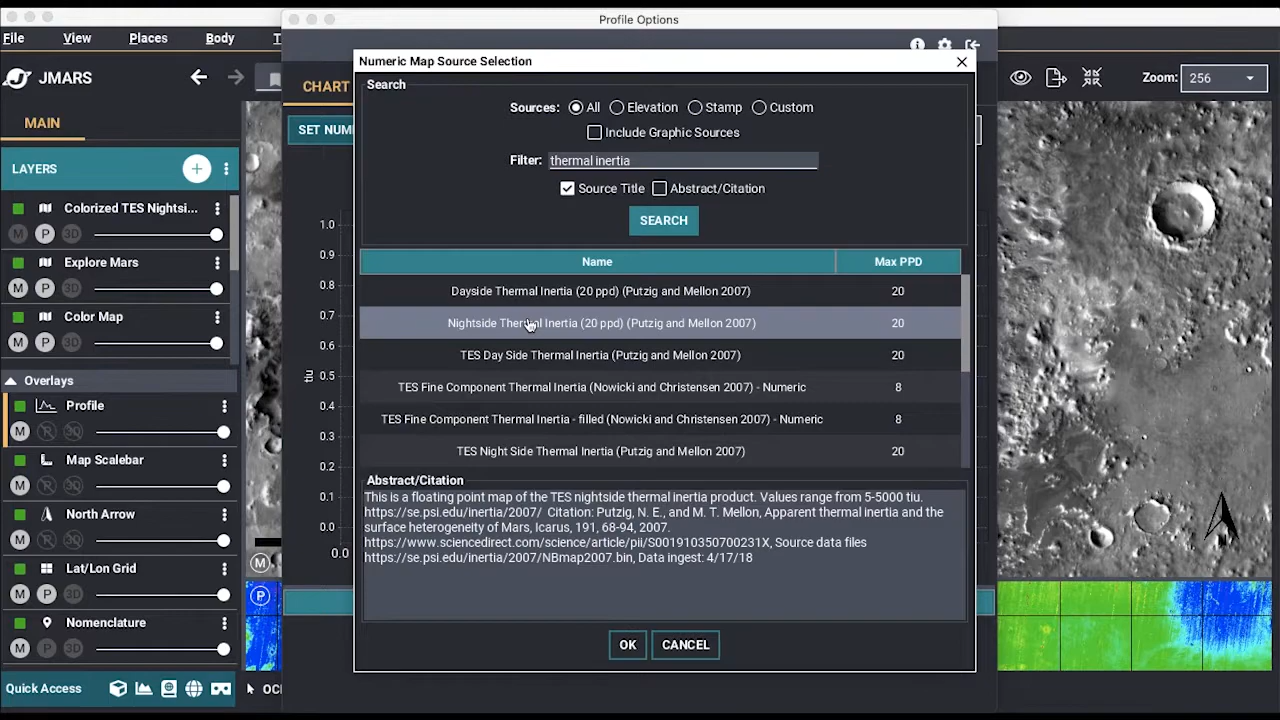 Profile Options
File View Places Body
JMARS
Zoom: 256
MAIN
LAYERS
Colorized TES Nightsi...
M P 3D
Explore Mars
M P 3D
Color Map
M P 3D
Overlays
Profile
M P 3D
Map Scalebar
M P 3D
North Arrow
M P 3D
Lat/Lon Grid
M P 3D
Nomenclature
M P 3D
Quick Access
CHART
SET NUM
1.0
0.9
0.8
0.7
0.6
0.5
0.4
0.3
0.2
0.1
0.0
0.0
tiu
M
P
Numeric Map Source Selection
Search
Sources: All Elevation Stamp Custom
Include Graphic Sources
Filter: thermal inertia
Source Title Abstract/Citation
SEARCH
Name Max PPD
Dayside Thermal Inertia (20 ppd) (Putzig and Mellon 2007) 20
Nightside Thermal Inertia (20 ppd) (Putzig and Mellon 2007) 20
TES Day Side Thermal Inertia (Putzig and Mellon 2007) 20
TES Fine Component Thermal Inertia (Nowicki and Christensen 2007) - Numeric 8
TES Fine Component Thermal Inertia - filled (Nowicki and Christensen 2007) - Numeric 8
TES Night Side Thermal Inertia (Putzig and Mellon 2007) 20
Abstract/Citation
This is a floating point map of the TES nightside thermal inertia product. Values range from 5-5000 tiu.
https://se.psi.edu/inertia/2007/ Citation: Putzig, N. E., and M. T. Mellon, Apparent thermal inertia and the
surface heterogeneity of Mars, Icarus, 191, 68-94, 2007.
https://www.sciencedirect.com/science/article/pii/S001910350700231X, Source data files
https://se.psi.edu/inertia/2007/NBmap2007.bin, Data ingest: 4/17/18
OK CANCEL